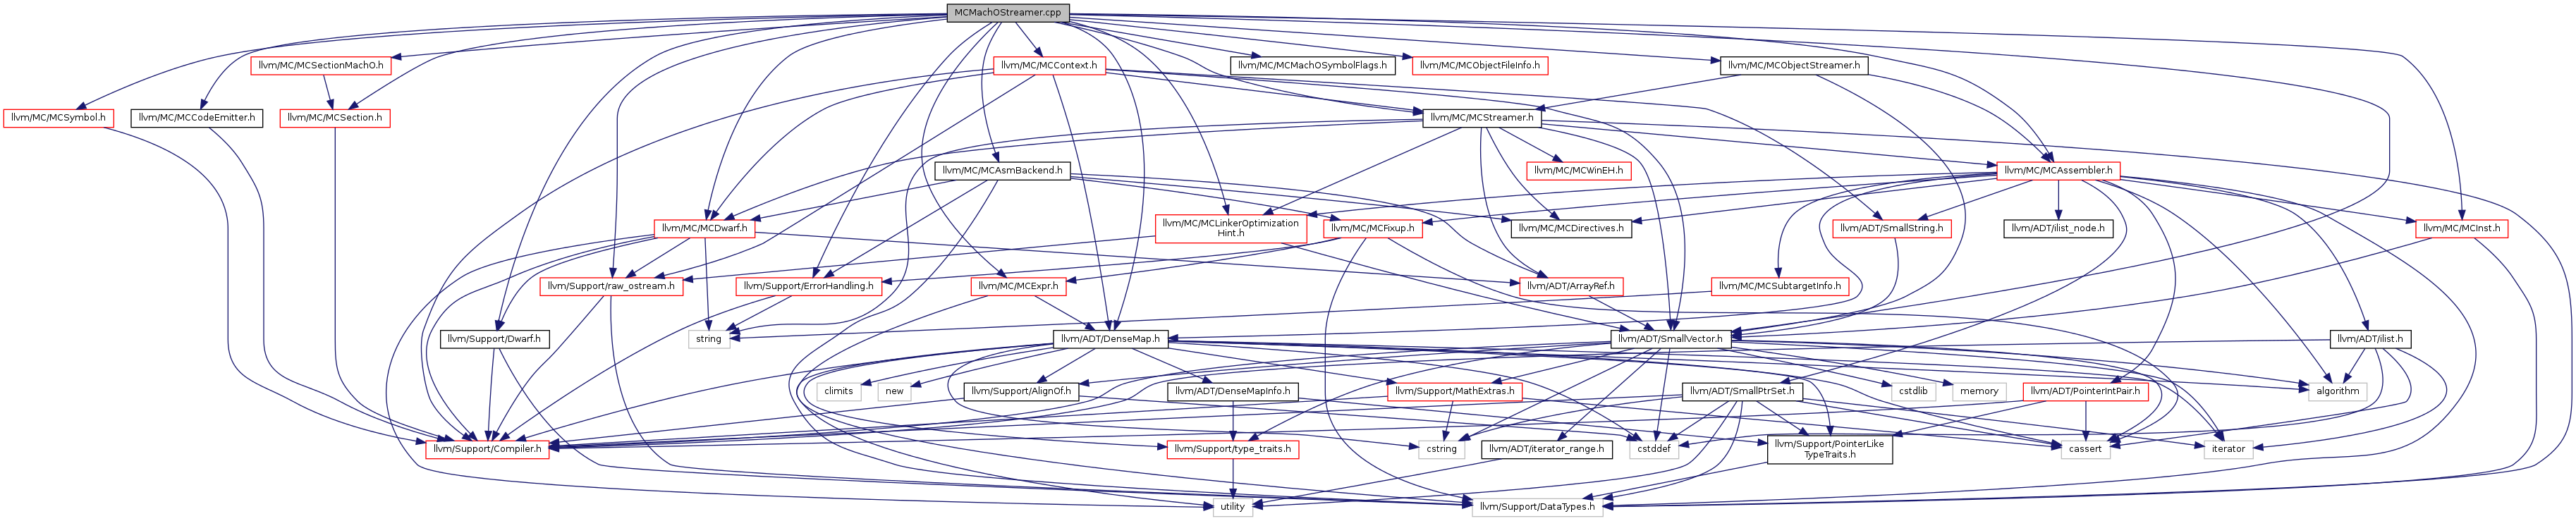 MCMachOStreamer.cpp
llvm/MC/MCSectionMachO.h
llvm/MC/MCContext.h
llvm/MC/MCMachOSymbolFlags.h
llvm/MC/MCObjectFileInfo.h
llvm/MC/MCObjectStreamer.h
llvm/MC/MCSymbol.h
llvm/MC/MCCodeEmitter.h
llvm/MC/MCSection.h
llvm/MC/MCStreamer.h
llvm/MC/MCAsmBackend.h
llvm/MC/MCWinEH.h
llvm/MC/MCAssembler.h
llvm/MC/MCDwarf.h
llvm/MC/MCLinkerOptimization
Hint.h
llvm/MC/MCFixup.h
llvm/MC/MCDirectives.h
llvm/ADT/SmallString.h
llvm/ADT/ilist_node.h
llvm/MC/MCInst.h
llvm/Support/raw_ostream.h
llvm/Support/ErrorHandling.h
llvm/MC/MCExpr.h
llvm/ADT/ArrayRef.h
llvm/MC/MCSubtargetInfo.h
llvm/Support/Dwarf.h
string
llvm/ADT/DenseMap.h
llvm/ADT/SmallVector.h
llvm/ADT/ilist.h
climits
new
llvm/Support/AlignOf.h
llvm/ADT/DenseMapInfo.h
llvm/Support/MathExtras.h
cstdlib
memory
llvm/ADT/SmallPtrSet.h
llvm/ADT/PointerIntPair.h
algorithm
llvm/Support/Compiler.h
llvm/Support/type_traits.h
cstring
llvm/ADT/iterator_range.h
cstddef
llvm/Support/PointerLike
TypeTraits.h
cassert
iterator
utility
llvm/Support/DataTypes.h